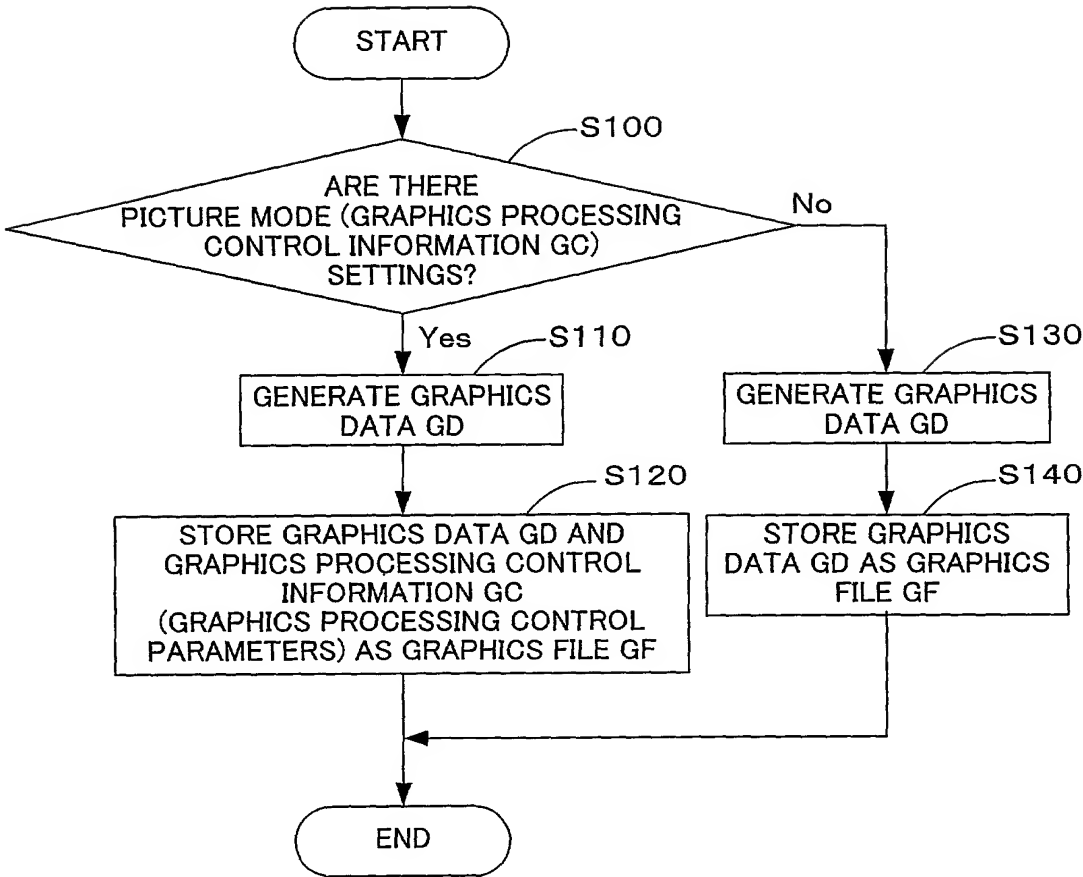 START
S100
ARE THERE
PICTURE MODE (GRAPHICS PROCESSING
CONTROL INFORMATION GC)
SETTINGS?
No
Yes
S110
GENERATE GRAPHICS
DATA GD
S130
GENERATE GRAPHICS
DATA GD
S120
STORE GRAPHICS DATA GD AND
GRAPHICS PROCESSING CONTROL
INFORMATION GC
(GRAPHICS PROCESSING CONTROL
PARAMETERS) AS GRAPHICS FILE GF
S140
STORE GRAPHICS
DATA GD AS GRAPHICS
FILE GF
END